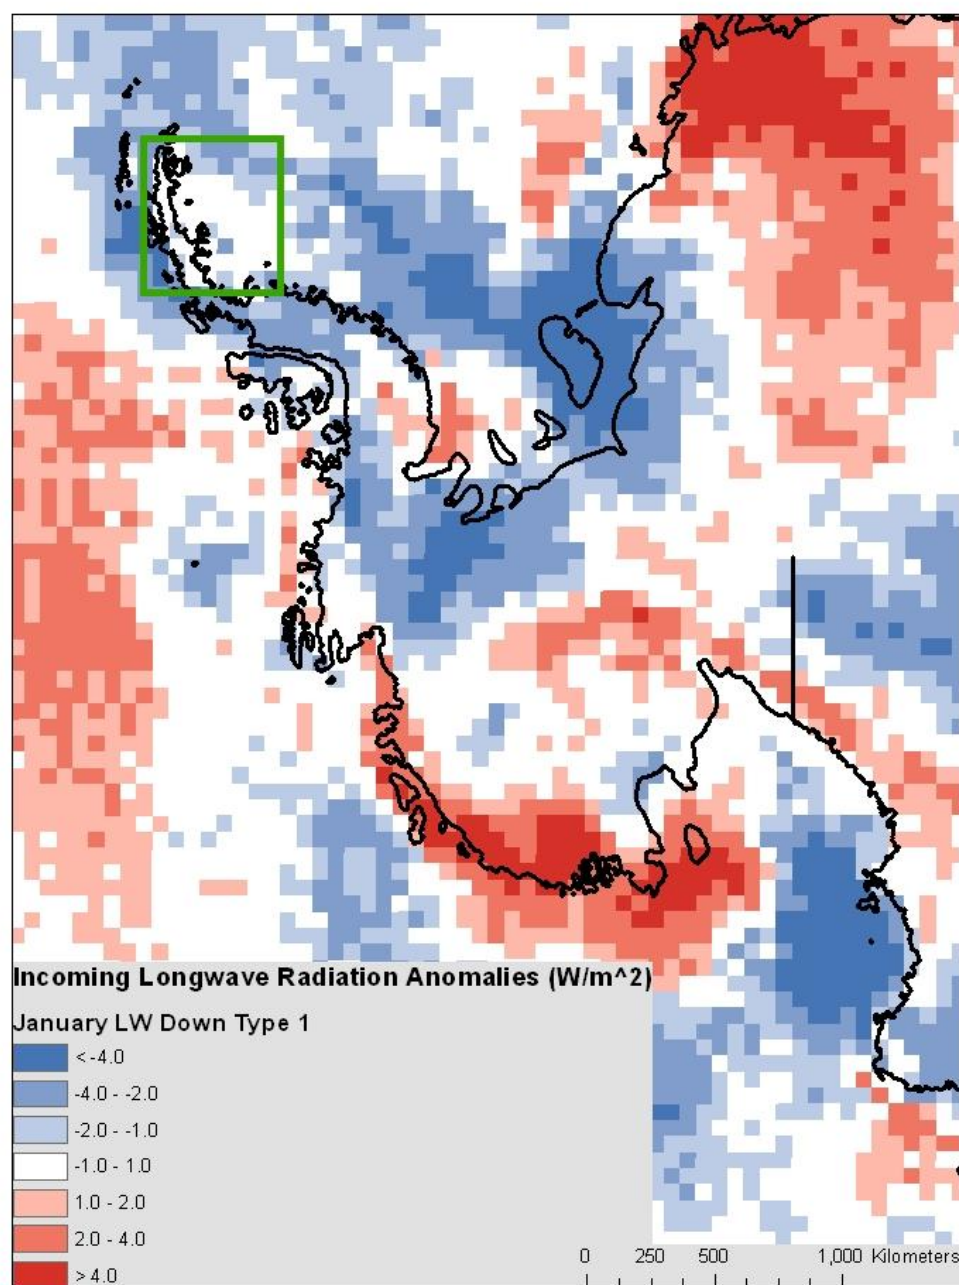 Incoming Longwave Radiation Anomalies (W/m^2)
January LW Down Type 1
< -4.0
-4.0 - -2.0
-2.0 - -1.0
-1.0 - 1.0
1.0 - 2.0
2.0 - 4.0
> 4.0
0 250 500 1,000 Kilometers